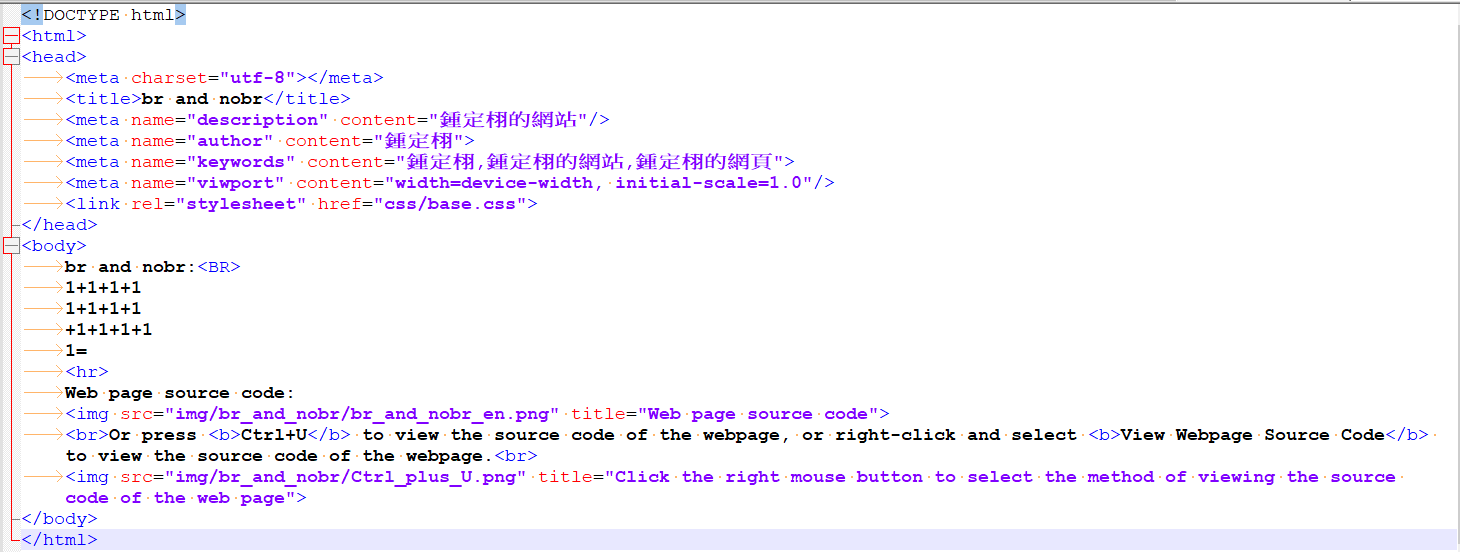 <!DOCTYPE html>
<html>
<head>
<meta charset="utf-8"></meta>
<title>br and nobr</title>
<meta name="description" content="鍾定栩的網站"/>
<meta name="author" content="鍾定栩">
<meta name="keywords" content="鍾定栩,鍾定栩的網站,鍾定栩的網頁">
<meta name="viwport" content="width=device-width, initial-scale=1.0"/>
<link rel="stylesheet" href="css/base.css">
</head>
<body>
br and nobr:<BR>
1+1+1+1
1+1+1+1
+1+1+1+1
1=
<hr>
Web page source code:
<img src="img/br_and_nobr/br_and_nobr_en.png" title="Web page source code">
<br>Or press <b>Ctrl+U</b> to view the source code of the webpage, or right-click and select <b>View Webpage Source Code</b>
to view the source code of the webpage.<br>
<img src="img/br_and_nobr/Ctrl_plus_U.png" title="Click the right mouse button to select the method of viewing the source
code of the web page">
</body>
</html>